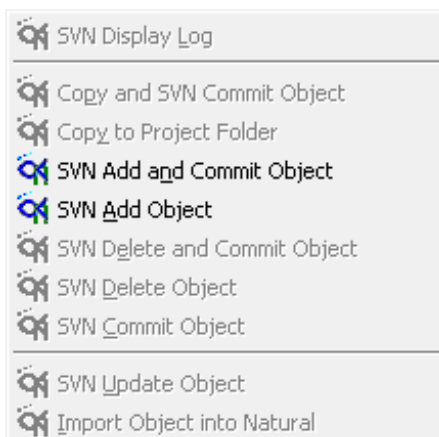 SVN Display Log
Copy and SVN Commit Object
Copy to Project Folder
SVN Add and Commit Object
SVN Add Object
SVN Delete and Commit Object
SVN Delete Object
SVN Commit Object
SVN Update Object
Import Object into Natural